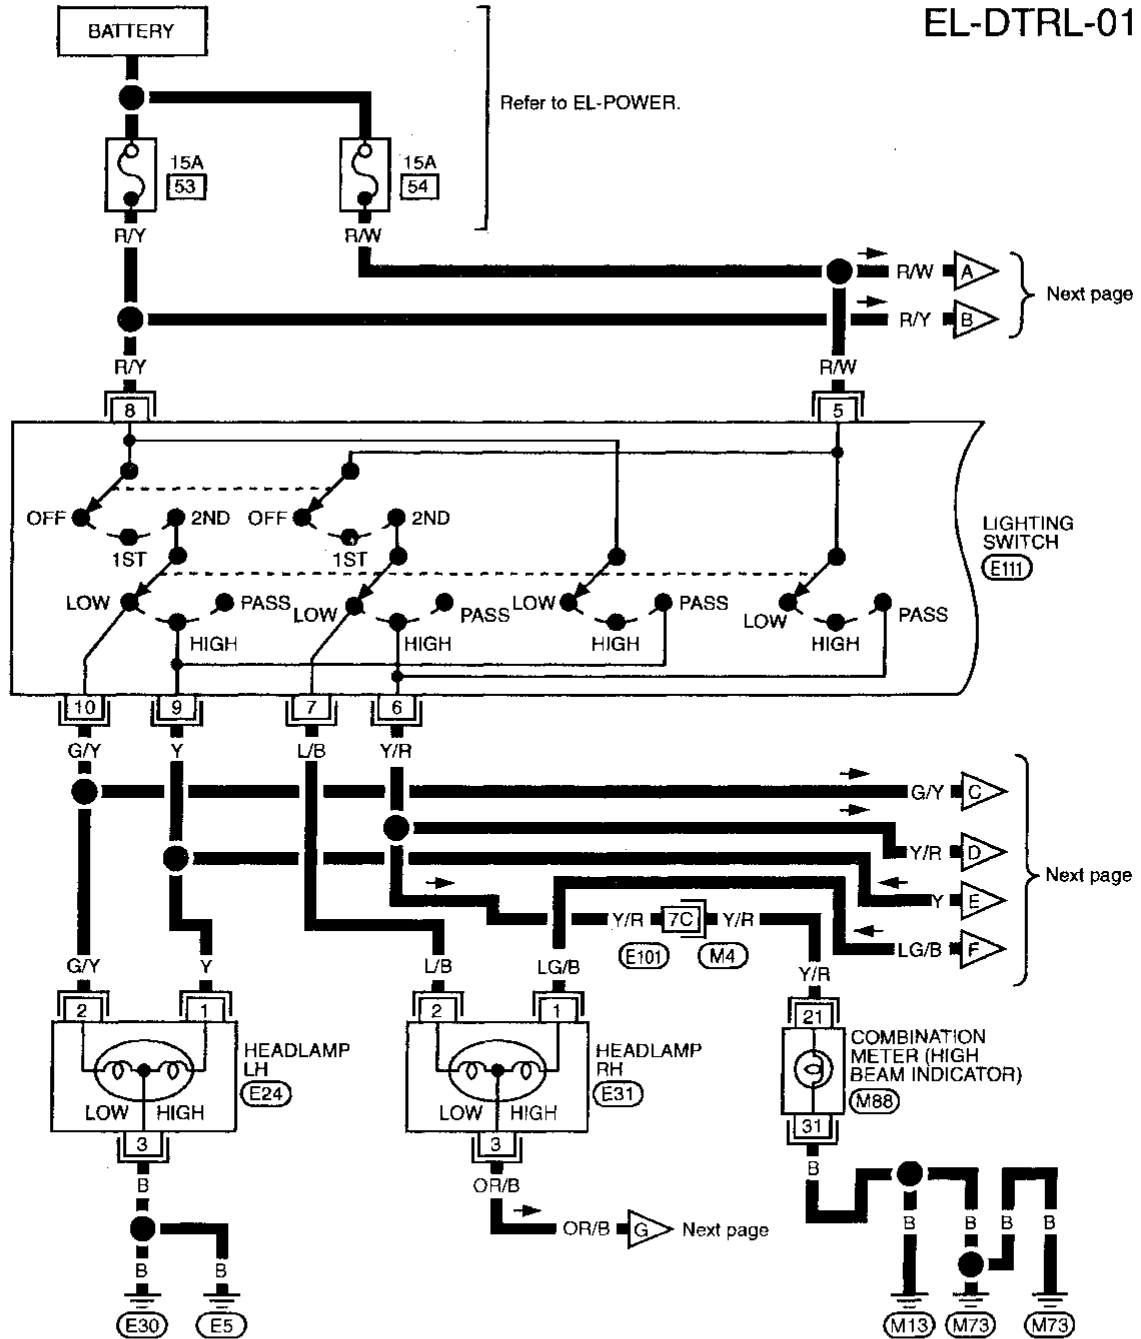 EL-DTRL-01
BATTERY
Refer to EL-POWER.
15A
53
15A
54
R/Y
R/W
R/W
A
Next page
R/Y
B
R/Y
R/W
8
5
OFF
2ND
OFF
2ND
1ST
1ST
LIGHTING
SWITCH
E111
LOW
PASS
LOW
PASS
LOW
PASS
LOW
PASS
HIGH
HIGH
HIGH
HIGH
10
9
7
6
G/Y
Y
L/B
Y/R
G/Y
C
Y/R
D
Next page
Y
E
Y/R
7C
Y/R
E101
M4
LG/B
F
G/Y
Y
L/B
LG/B
Y/R
2
1
2
1
21
HEADLAMP
LH
E24
LOW
HIGH
HEADLAMP
RH
E31
LOW
HIGH
COMBINATION
METER (HIGH
BEAM INDICATOR)
M88
3
3
31
B
OR/B
B
OR/B
G
Next page
B
B
B
B
B
B
E30
E5
M13
M73
M73